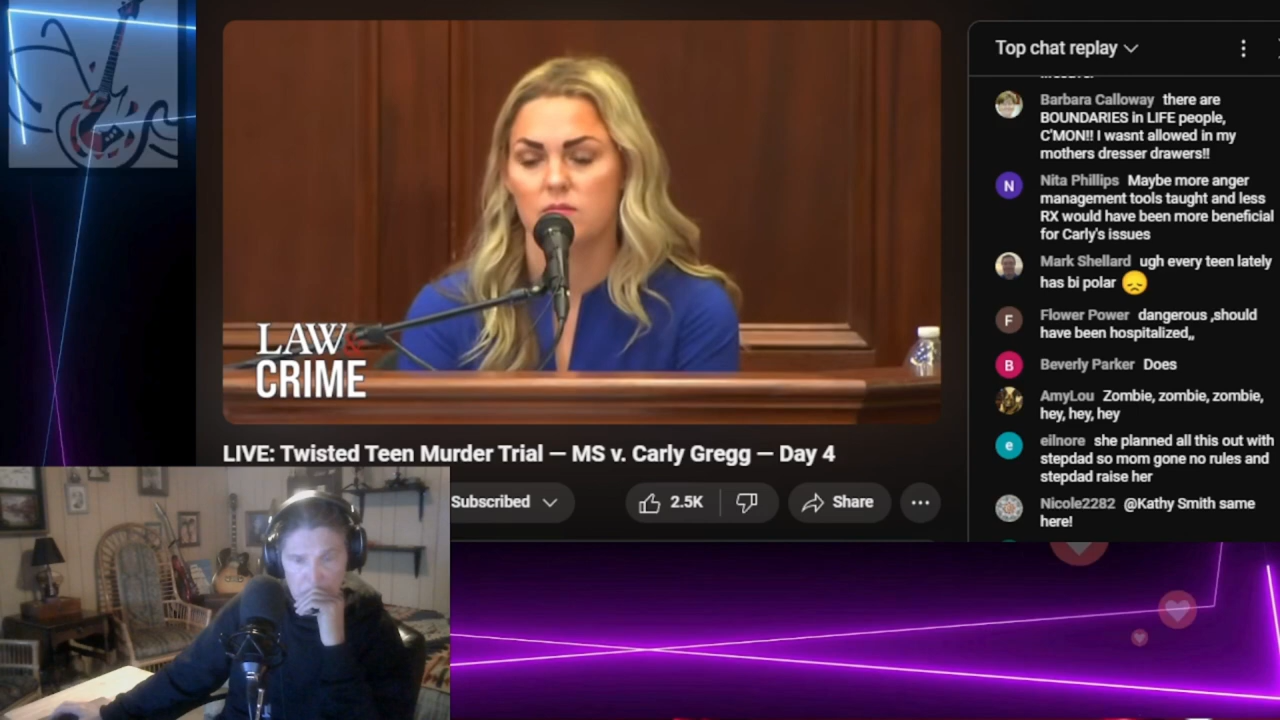 LAW&
CRIME
LIVE: Twisted Teen Murder Trial — MS v. Carly Gregg — Day 4
Subscribed
2.5K
Share
Top chat replay
Barbara Calloway there are
BOUNDARIES in LIFE people,
C'MON!! I wasnt allowed in my
mothers dresser drawers!!
N
Nita Phillips Maybe more anger
management tools taught and less
RX would have been more beneficial
for Carly's issues
Mark Shellard ugh every teen lately
has bi polar 😞
F
Flower Power dangerous ,should
have been hospitalized,,
B
Beverly Parker Does
AmyLou Zombie, zombie, zombie,
hey, hey, hey
e
eilnore she planned all this out with
stepdad so mom gone no rules and
stepdad raise her
Nicole2282 @Kathy Smith same
here!